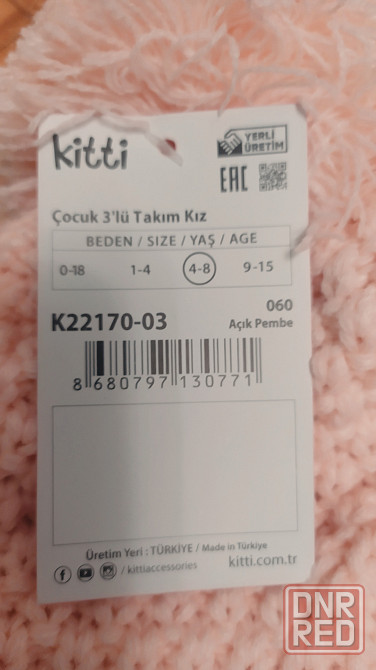 kitti
YERLİ
ÜRETİM
EAC
Çocuk 3'lü Takım Kız
BEDEN / SIZE / YAŞ / AGE
0-18 1-4 4-8 9-15
K22170-03
060
Açık Pembe
8 680797 130771
Üretim Yeri : TÜRKİYE / Made in Türkiye
/ kittiaccessories
kitti.com.tr
DNR
RED